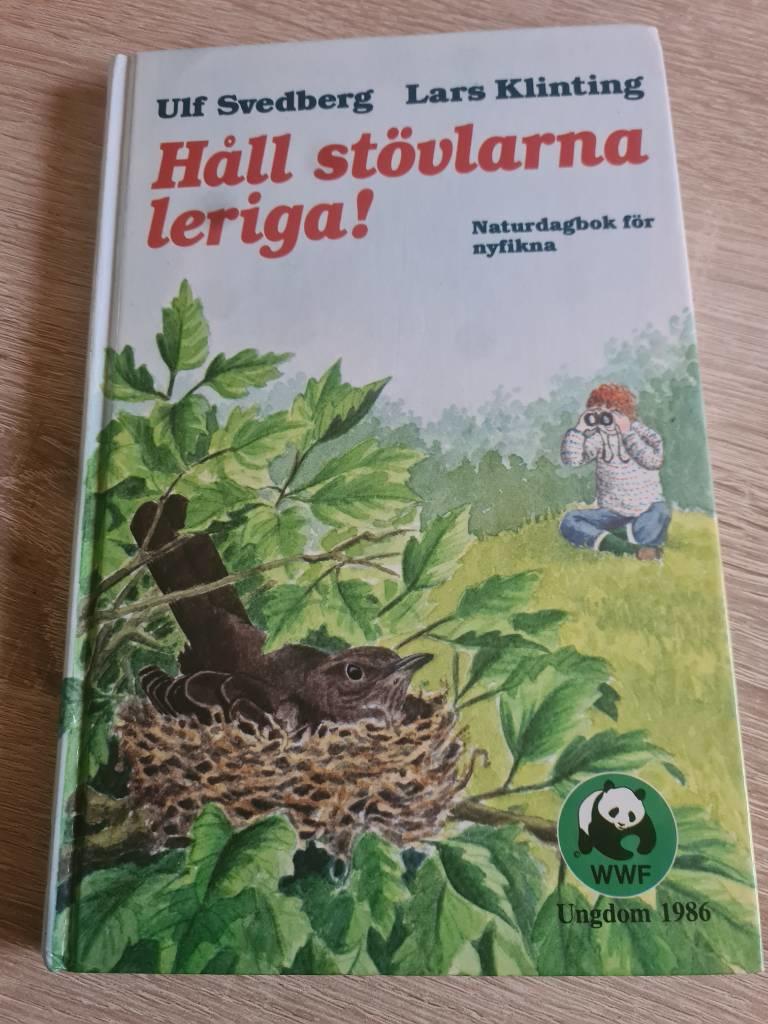 Ulf Svedberg Lars Klinting
Håll stövlarna
leriga!
Naturdagbok för
nyfikna
© WWF
Ungdom 1986